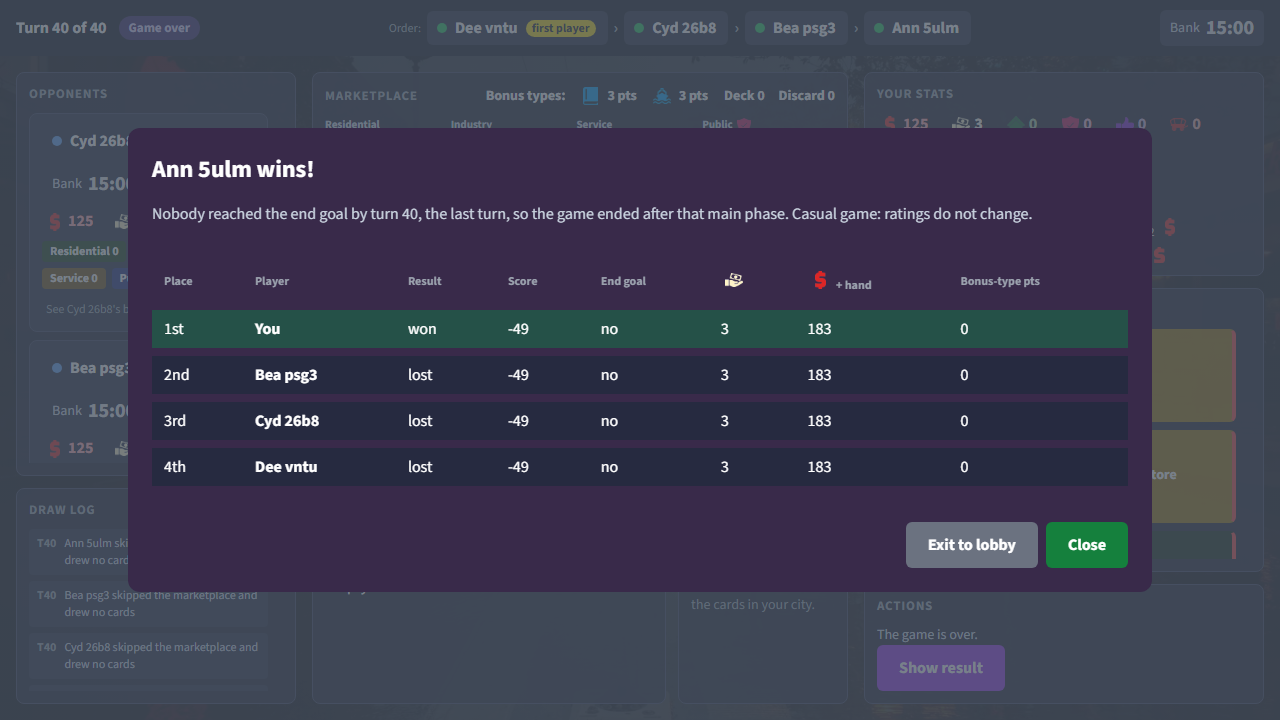 Turn 40 of 40 Game over Order: Dee vntu first player › Cyd 26b8 › Bea psg3 › Ann 5ulm Bank 15:00
OPPONENTS
Cyd 26b8
Bank 15:00
$ 125
Residential 0
Service 0
See Cyd 26b8's
Bea psg3
Bank 15:00
$ 125
DRAW LOG
T40 Ann 5ulm
drew no cards
T40 Bea psg3 skipped the marketplace and
drew no cards
T40 Cyd 26b8 skipped the marketplace and
drew no cards
MARKETPLACE Bonus types: 3 pts 3 pts Deck 0 Discard 0
Residential Industry Service Public
YOUR STATS
$ 125 3 0 0 0 0
Ann 5ulm wins!
Nobody reached the end goal by turn 40, the last turn, so the game ended after that main phase. Casual game: ratings do not change.
Place Player Result Score End goal $ + hand Bonus-type pts
1st You won -49 no 3 183 0
2nd Bea psg3 lost -49 no 3 183 0
3rd Cyd 26b8 lost -49 no 3 183 0
4th Dee vntu lost -49 no 3 183 0
Exit to lobby Close
the cards in your city.
ACTIONS
The game is over.
Show result